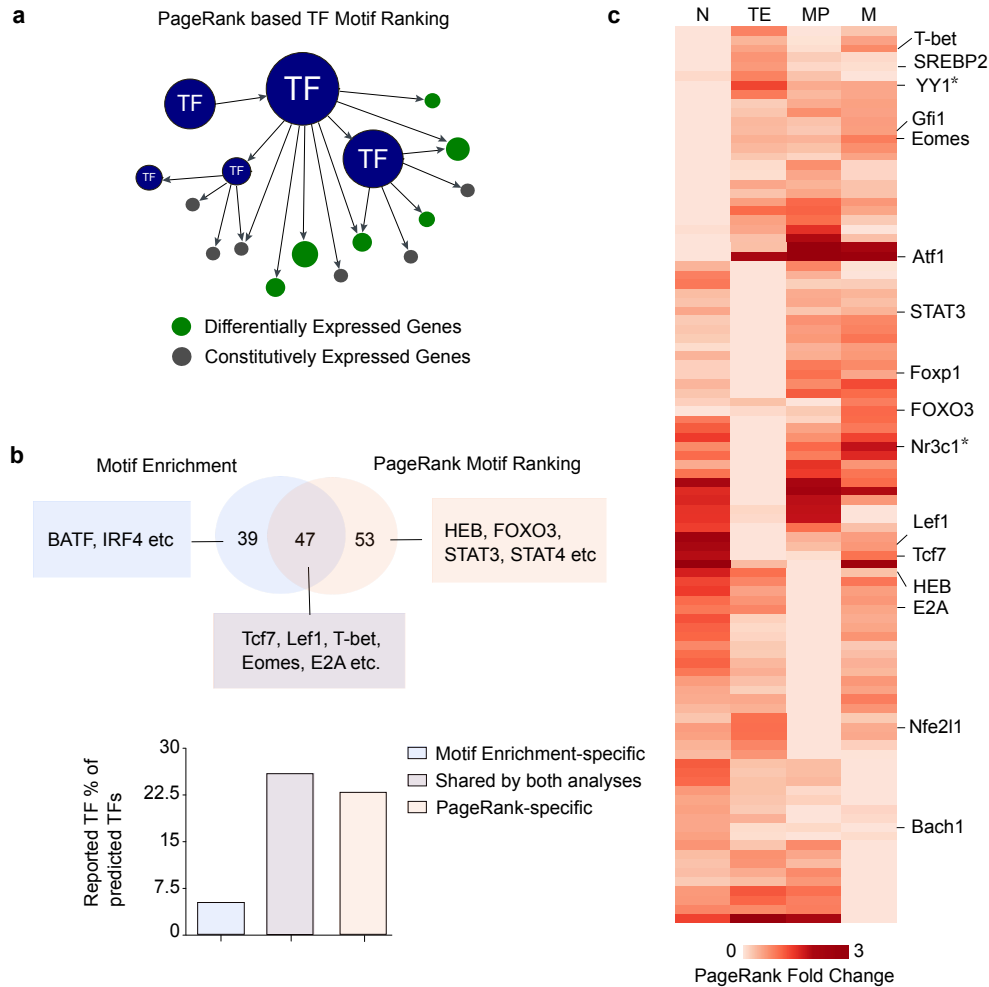 a
PageRank based TF Motif Ranking
TF
TF
TF
TF
TF
Differentially Expressed Genes
Constitutively Expressed Genes
b
Motif Enrichment
PageRank Motif Ranking
BATF, IRF4 etc
39
47
53
HEB, FOXO3,
STAT3, STAT4 etc
Tcf7, Lef1, T-bet,
Eomes, E2A etc.
Reported TF % of
predicted TFs
30
22.5
15
7.5
0
Motif Enrichment-specific
Shared by both analyses
PageRank-specific
c
N TE MP M
T-bet
SREBP2
YY1*
Gfi1
Eomes
Atf1
STAT3
Foxp1
FOXO3
Nr3c1*
Lef1
Tcf7
HEB
E2A
Nfe2l1
Bach1
0 3
PageRank Fold Change